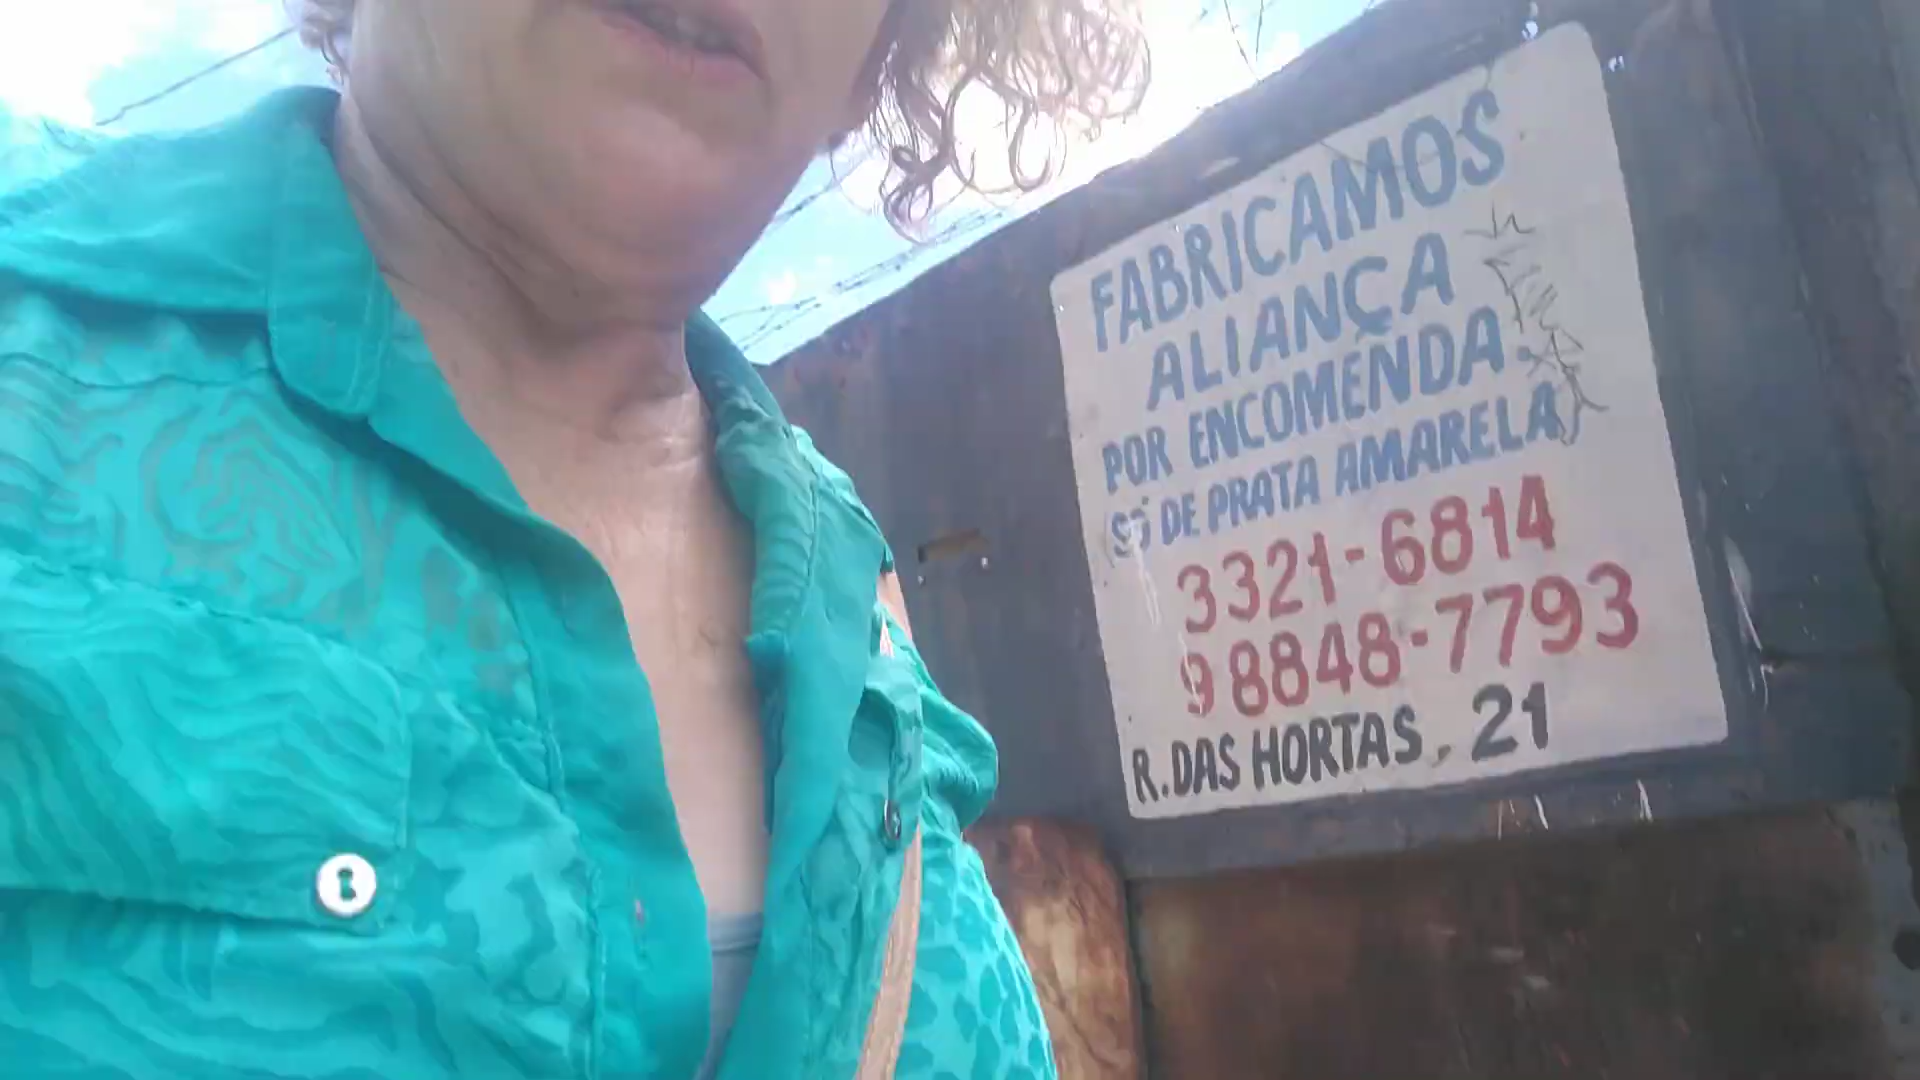 FABRICAMOS
ALIANÇA
POR ENCOMENDA.
(SÓ DE PRATA AMARELA)
3321-6814
98848-7793
R. DAS HORTAS, 21